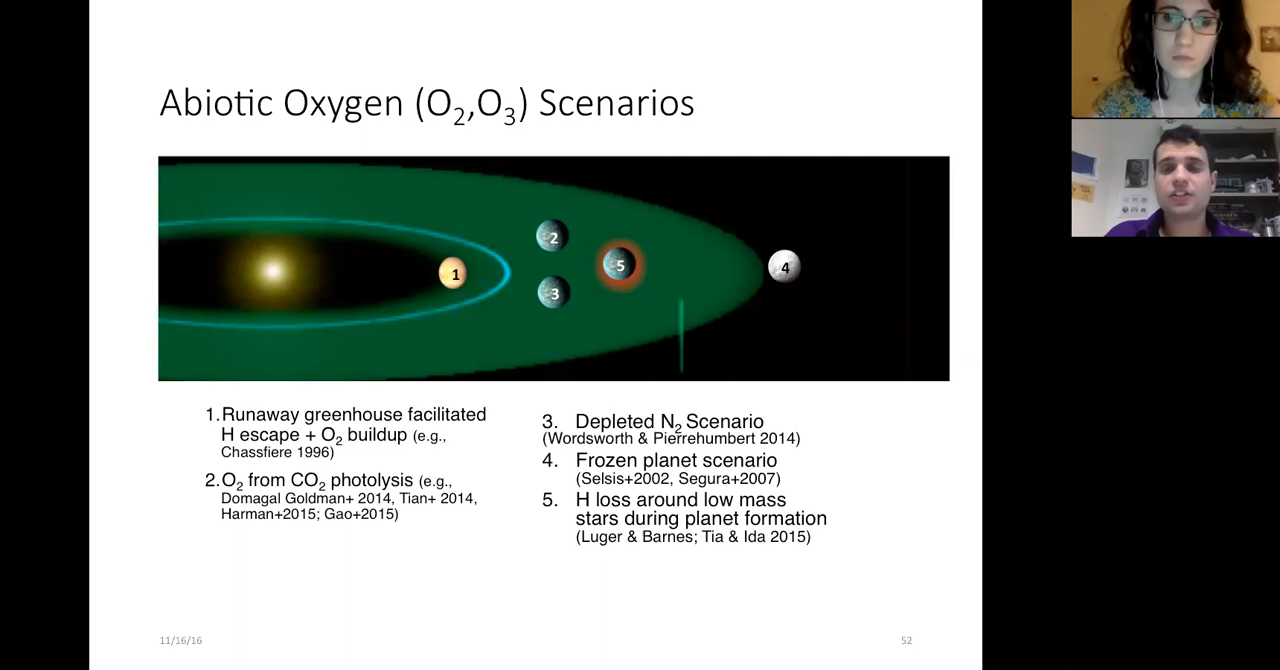 Abiotic Oxygen (O₂,O₃) Scenarios
1
2
3
5
4
1.Runaway greenhouse facilitated
H escape + O₂ buildup (e.g.,
Chassfiere 1996)
2.O₂ from CO₂ photolysis (e.g.,
Domagal Goldman+ 2014, Tian+ 2014,
Harman+2015; Gao+2015)
3. Depleted N₂ Scenario
(Wordsworth & Pierrehumbert 2014)
4. Frozen planet scenario
(Selsis+2002, Segura+2007)
5. H loss around low mass
stars during planet formation
(Luger & Barnes; Tia & Ida 2015)
11/16/16
52